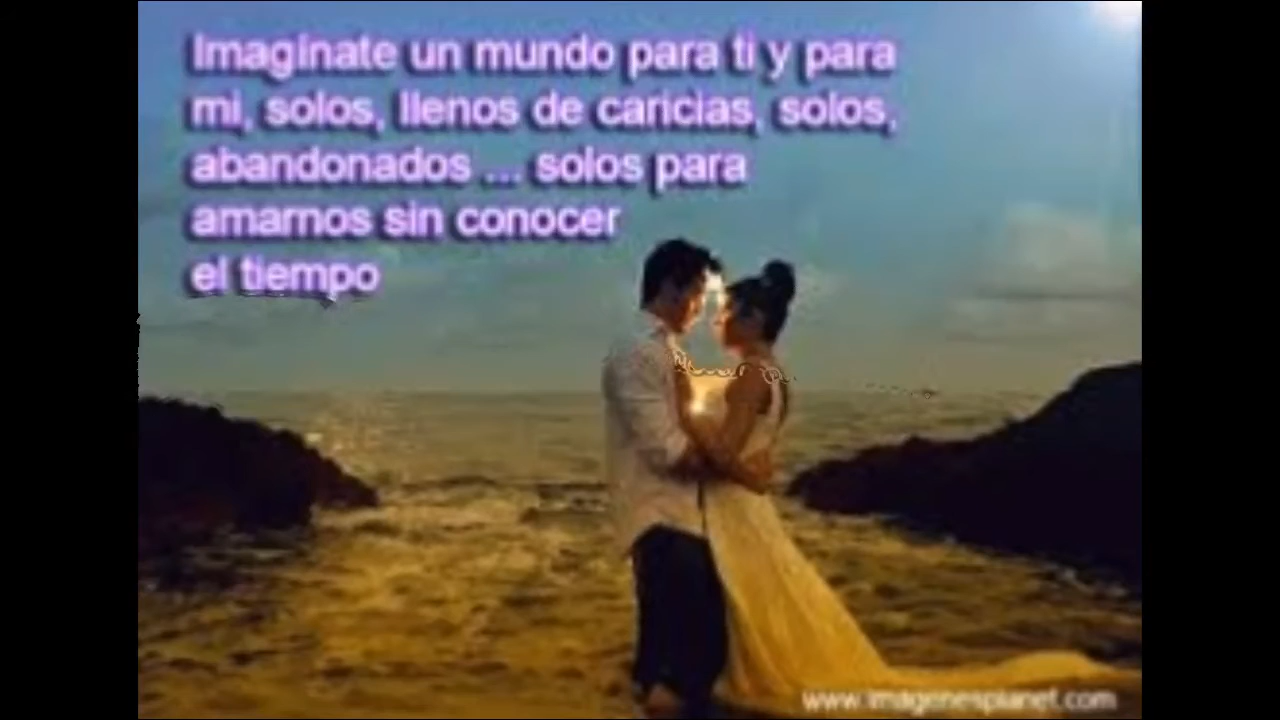 Imaginate un mundo para ti y para
mi, solos, llenos de caricias, solos,
abandonados ... solos para
amarnos sin conocer
el tiempo
www.imagenesplanet.com